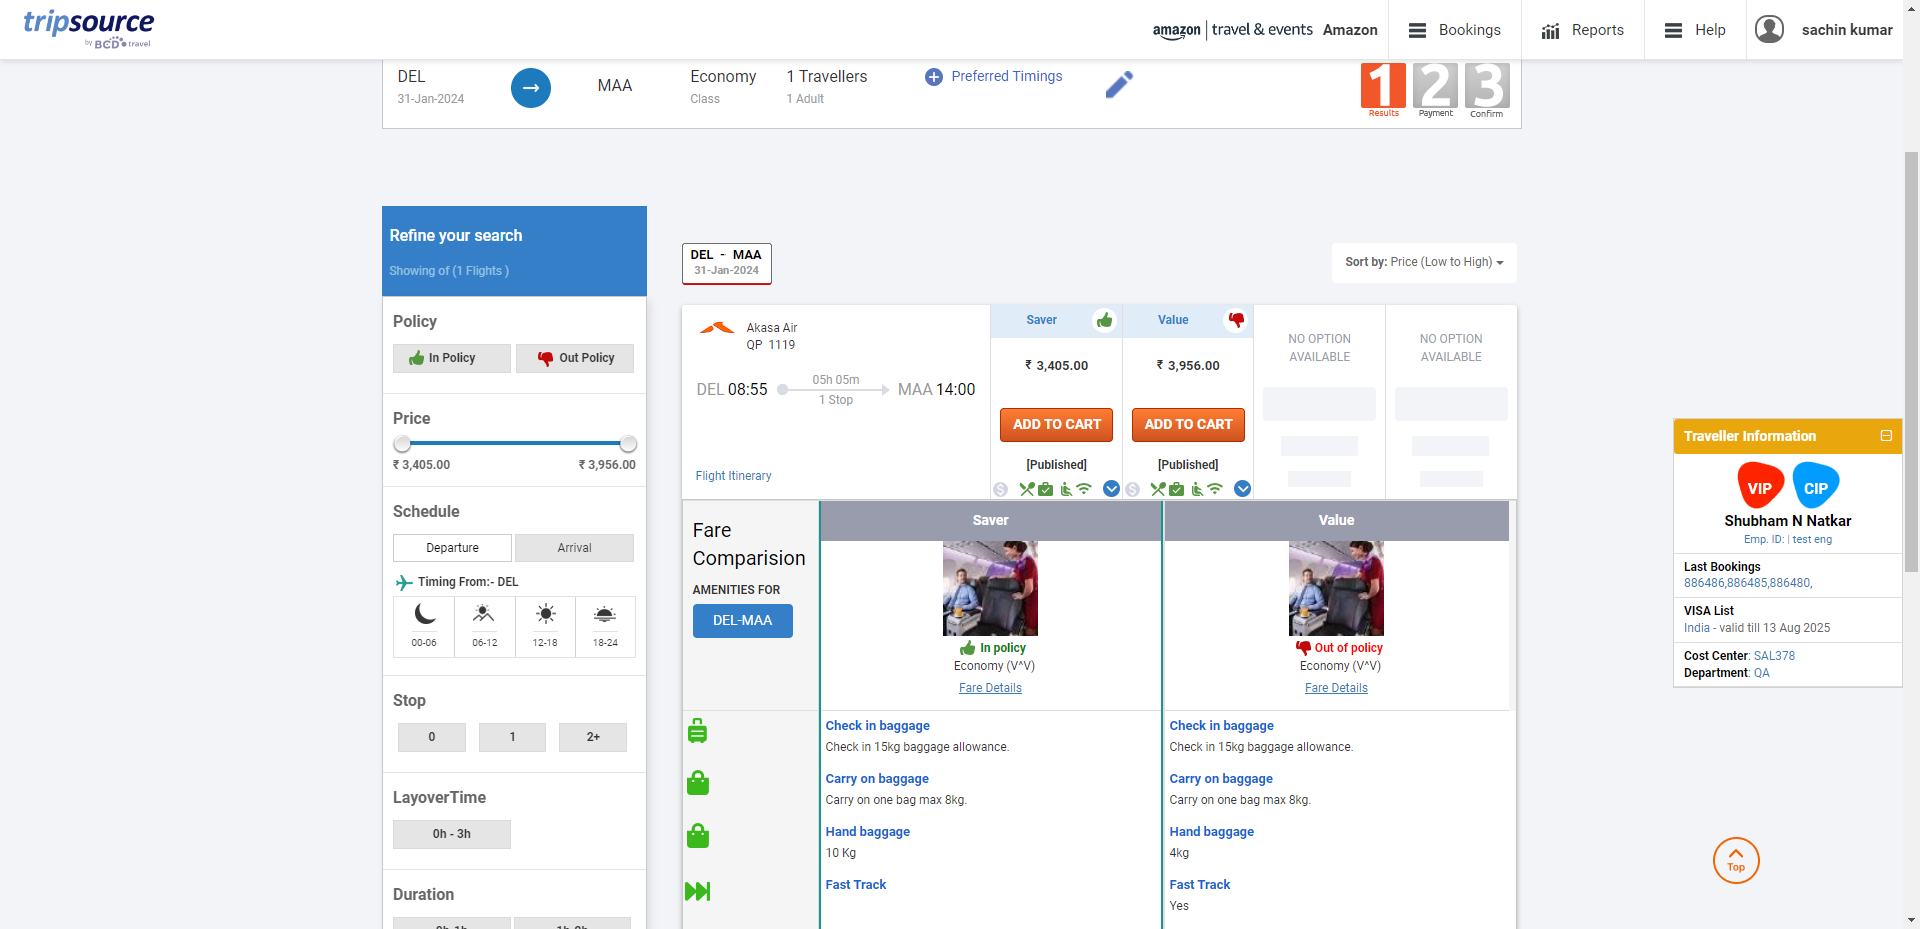 tripsource
by BCD travel
amazon | travel & events Amazon
Bookings
Reports
Help
sachin kumar
DEL
31-Jan-2024
MAA
Economy
Class
1 Travellers
1 Adult
Preferred Timings
1 2 3
Results Payment Confirm
Refine your search
Showing of (1 Flights )
Policy
In Policy
Out Policy
Price
₹ 3,405.00
₹ 3,956.00
Schedule
Departure
Arrival
Timing From:- DEL
00-06
06-12
12-18
18-24
Stop
0
1
2+
LayoverTime
0h - 3h
Duration
DEL - MAA
31-Jan-2024
Sort by: Price (Low to High)
Akasa Air
QP 1119
DEL 08:55
05h 05m
1 Stop
MAA 14:00
Flight Itinerary
Saver
₹ 3,405.00
ADD TO CART
[Published]
Value
₹ 3,956.00
ADD TO CART
[Published]
NO OPTION
AVAILABLE
NO OPTION
AVAILABLE
Fare
Comparision
AMENITIES FOR
DEL-MAA
Saver
In policy
Economy (V^V)
Fare Details
Value
Out of policy
Economy (V^V)
Fare Details
Check in baggage
Check in 15kg baggage allowance.
Check in baggage
Check in 15kg baggage allowance.
Carry on baggage
Carry on one bag max 8kg.
Carry on baggage
Carry on one bag max 8kg.
Hand baggage
10 Kg
Hand baggage
4kg
Fast Track
Fast Track
Yes
Traveller Information
VIP
CIP
Shubham N Natkar
Emp. ID: | test eng
Last Bookings
886486,886485,886480,
VISA List
India - valid till 13 Aug 2025
Cost Center: SAL378
Department: QA
Top